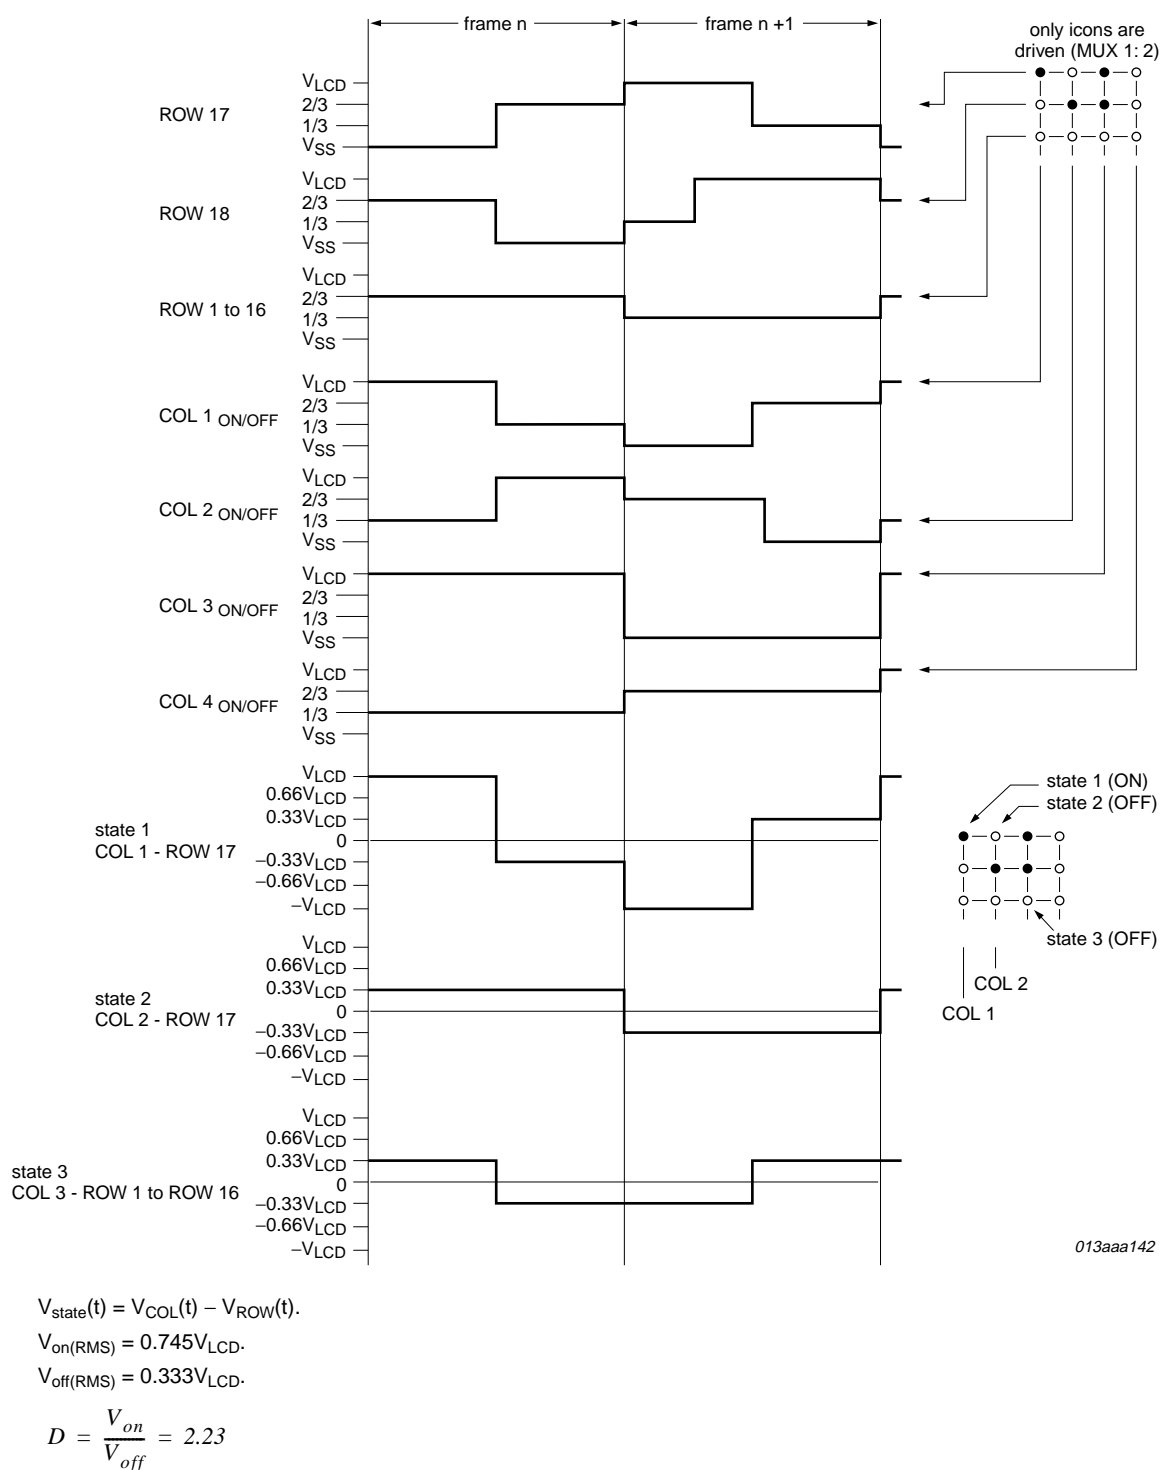 frame n
frame n +1
only icons are
driven (MUX 1: 2)
ROW 17
VLCD
2/3
1/3
VSS
ROW 18
VLCD
2/3
1/3
VSS
ROW 1 to 16
VLCD
2/3
1/3
VSS
COL 1 ON/OFF
VLCD
2/3
1/3
VSS
COL 2 ON/OFF
VLCD
2/3
1/3
VSS
COL 3 ON/OFF
VLCD
2/3
1/3
VSS
COL 4 ON/OFF
VLCD
2/3
1/3
VSS
state 1
COL 1 - ROW 17
VLCD
0.66VLCD
0.33VLCD
0
−0.33VLCD
−0.66VLCD
−VLCD
state 1 (ON)
state 2 (OFF)
state 3 (OFF)
COL 2
COL 1
state 2
COL 2 - ROW 17
VLCD
0.66VLCD
0.33VLCD
0
−0.33VLCD
−0.66VLCD
−VLCD
state 3
COL 3 - ROW 1 to ROW 16
VLCD
0.66VLCD
0.33VLCD
0
−0.33VLCD
−0.66VLCD
−VLCD
013aaa142
Vstate(t) = VCOL(t) − VROW(t).
Von(RMS) = 0.745VLCD.
Voff(RMS) = 0.333VLCD.
D = Von / Voff = 2.23